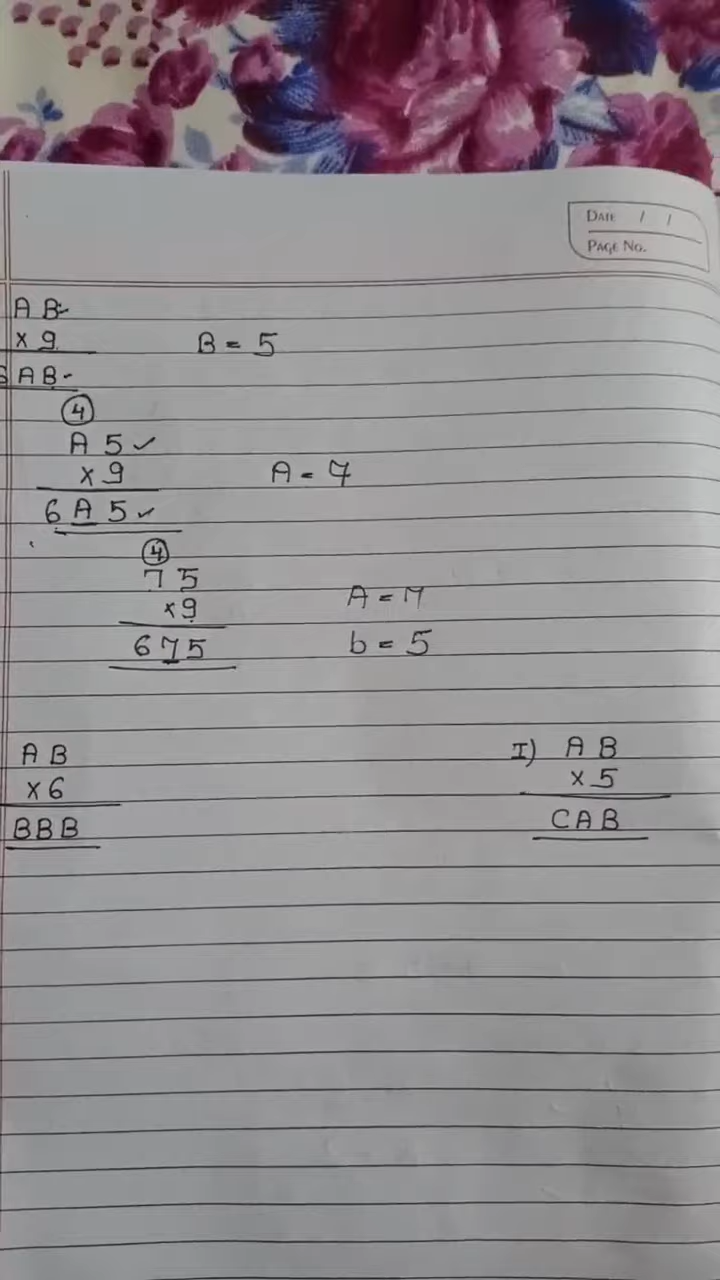 DATE / /
PAGE NO.
A B
× 9 B = 5
6 A B
4
A 5 ✓
× 9 A = 7
6 A 5 ✓
4
7 5
× 9 A = 7
6 7 5 b = 5
A B I) A B
× 6 × 5
B B B C A B